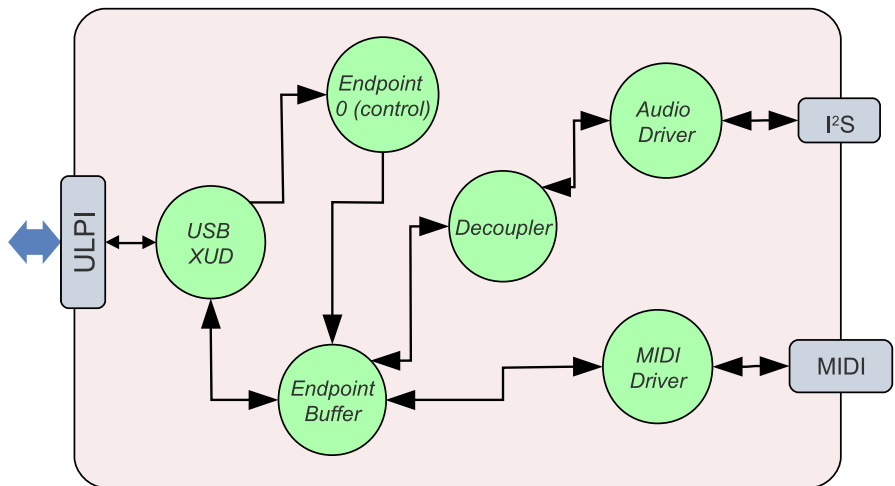 Endpoint
0 (control)
Audio
Driver
I²S
ULPI
USB
XUD
Decoupler
Endpoint
Buffer
MIDI
Driver
MIDI